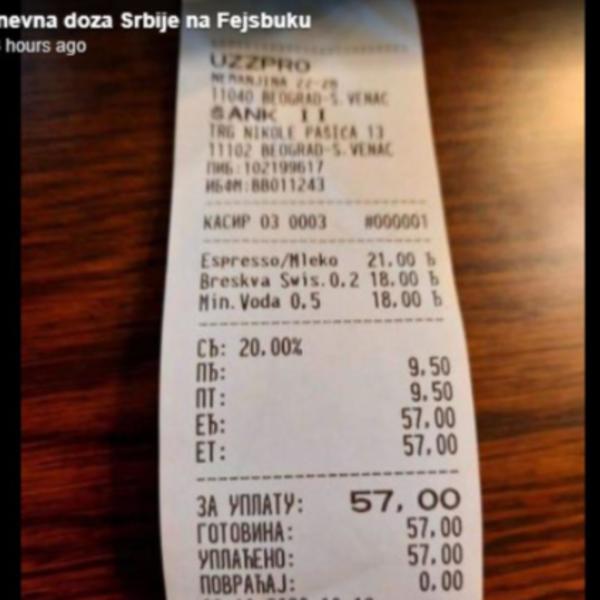 nevna doza Srbije na Fejsbuku
hours ago
UZZPRO
NEMANJINA 22-26
11040 BEOGRAD-S. VENAC
ŠANK II
TRG NIKOLE PAŠIĆA 13
11102 BEOGRAD-S. VENAC
ПИБ:102199617
ИБФМ:BB011243
КАСИР 03 0003 #000001
Espresso/Mleko 21.00 Ђ
Breskva Swis.0.2 18.00 Ђ
Min. Voda 0.5 18.00 Ђ
СЂ: 20.00%
ПЂ: 9.50
ПТ: 9.50
ЕЂ: 57.00
ЕТ: 57.00
ЗА УПЛАТУ: 57,00
ГОТОВИНА: 57.00
УПЛАЋЕНО: 57.00
ПОВРАЋАЈ: 0.00